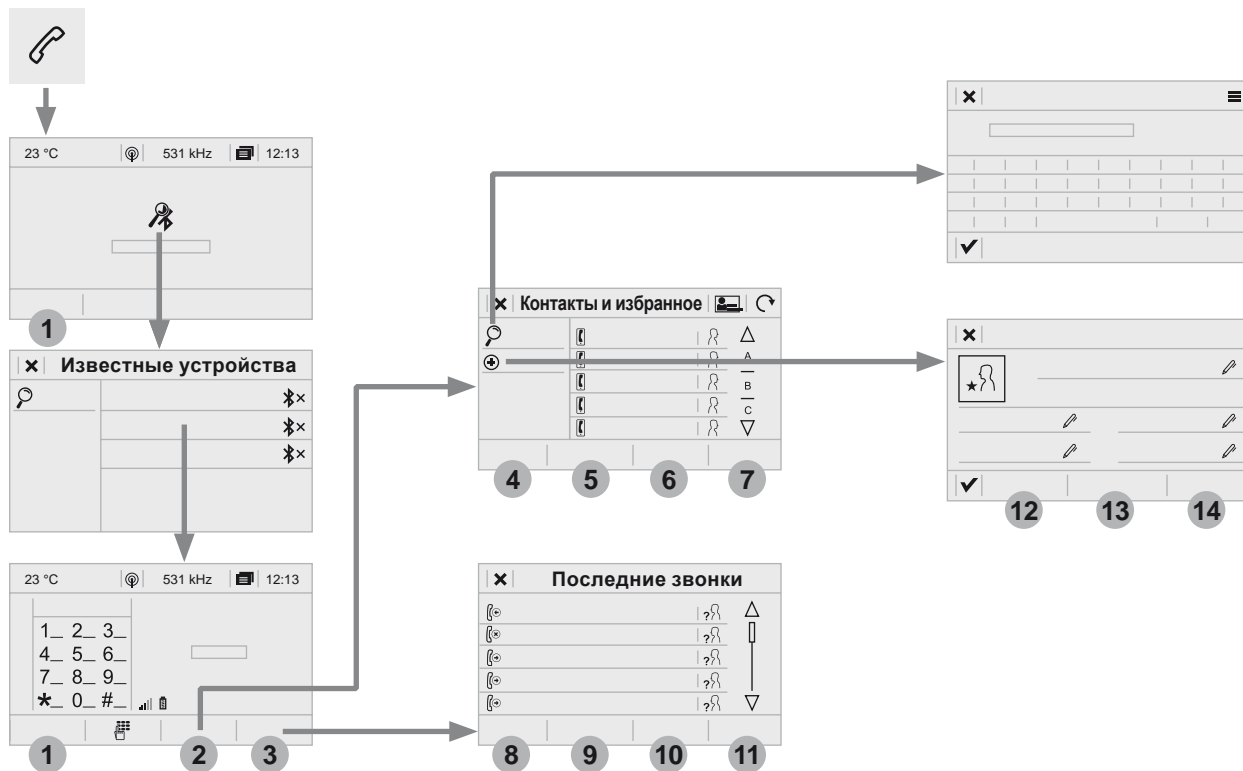 23 °C 531 kHz 12:13
1
Известные устройства
23 °C 531 kHz 12:13
1_ 2_ 3_
4_ 5_ 6_
7_ 8_ 9_
*_ 0_ #_
1 2 3
Контакты и избранное
A
B
C
4 5 6 7
Последние звонки
?
?
?
?
?
8 9 10 11
12 13 14